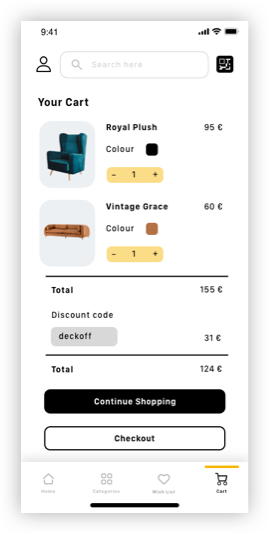 9:41
Search here
Your Cart
Royal Plush 95 €
Colour
- 1 +
Vintage Grace 60 €
Colour
- 1 +
Total 155 €
Discount code
deckoff 31 €
Total 124 €
Continue Shopping
Checkout
Home Categories Wish List Cart